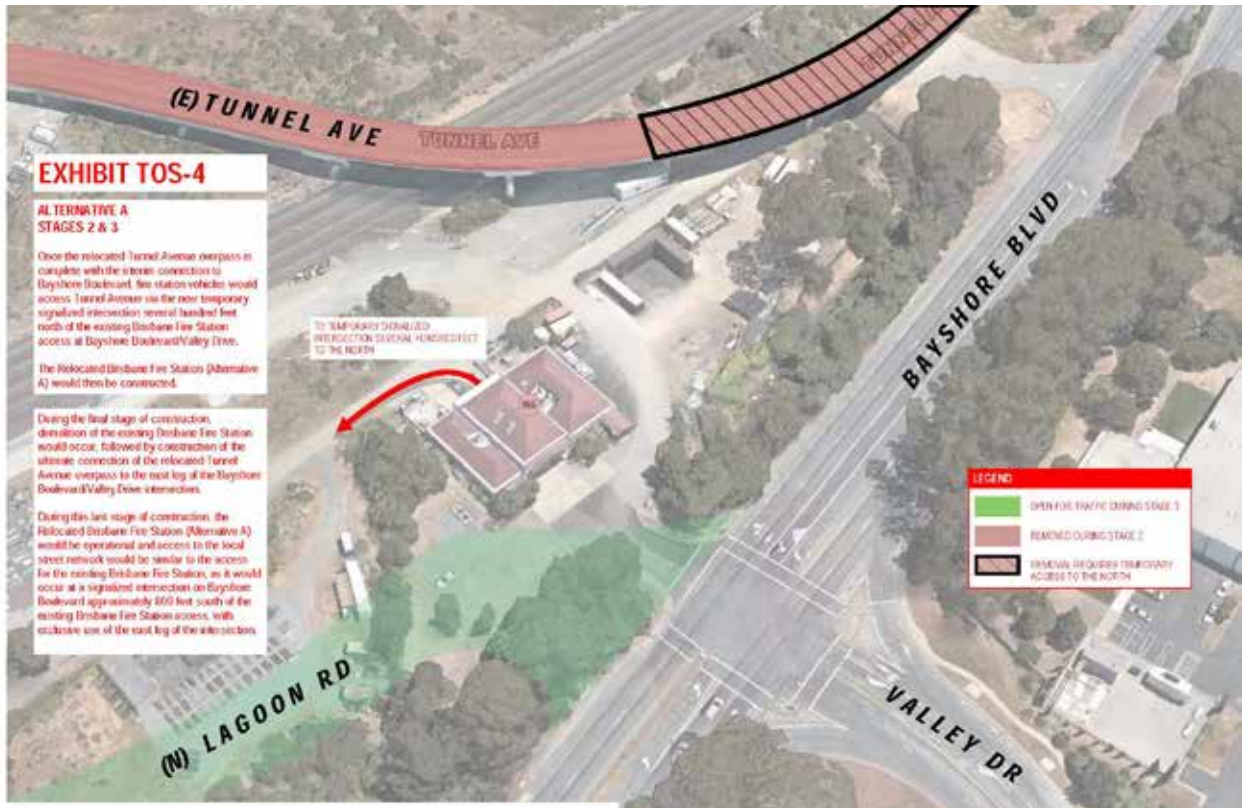 (E) TUNNEL AVE
TUNNEL AVE
EXHIBIT TOS-4
ALTERNATIVE A
STAGES 2 & 3
Once the relocated Tunnel Avenue overpass is
complete with the interim connection to
Bayshore Boulevard, fire station vehicles would
access Tunnel Avenue via the new temporary
signalized intersection several hundred feet
north of the existing Brisbane Fire Station
access at Bayshore Boulevard/Valley Drive.
The Relocated Brisbane Fire Station (Alternative
A) would then be constructed.
During the final stage of construction,
demolition of the existing Brisbane Fire Station
would occur, followed by construction of the
ultimate connection of the relocated Tunnel
Avenue overpass to the east leg of the Bayshore
Boulevard/Valley Drive intersection.
During this last stage of construction, the
Relocated Brisbane Fire Station (Alternative A)
would be operational and access to the local
street network would be similar to the access
for the existing Brisbane Fire Station, as it would
occur at a signalized intersection on Bayshore
Boulevard approximately 800 feet south of the
existing Brisbane Fire Station access, with
exclusive use of the east leg of the intersection.
TO TEMPORARY SIGNALIZED
INTERSECTION SEVERAL HUNDRED FEET
TO THE NORTH
BAYSHORE BLVD
LEGEND
OPEN FOR TRAFFIC DURING STAGE 1
REMOVED DURING STAGE 2
REMOVAL REQUIRES TEMPORARY
ACCESS TO THE NORTH
(N) LAGOON RD
VALLEY DR